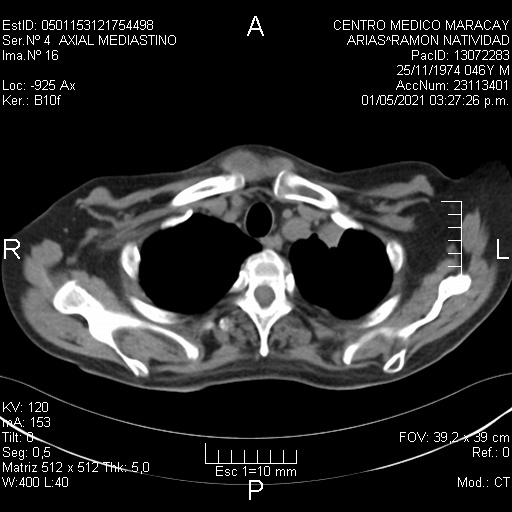 EstID: 0501153121754498
Ser.Nº 4 AXIAL MEDIASTINO
Ima.Nº 16
Loc: -925 Ax
Ker.: B10f
A
CENTRO MEDICO MARACAY
ARIAS^RAMON NATIVIDAD
PacID: 13072283
25/11/1974 046Y M
AccNum: 23113401
01/05/2021 03:27:26 p.m.
R
L
KV: 120
mA: 153
Tilt: 0
Seg: 0,5
Matriz 512 x 512 Thk: 5,0
W:400 L:40
Esc 1=10 mm
P
FOV: 39,2 x 39 cm
Ref.: 0
Mod.: CT